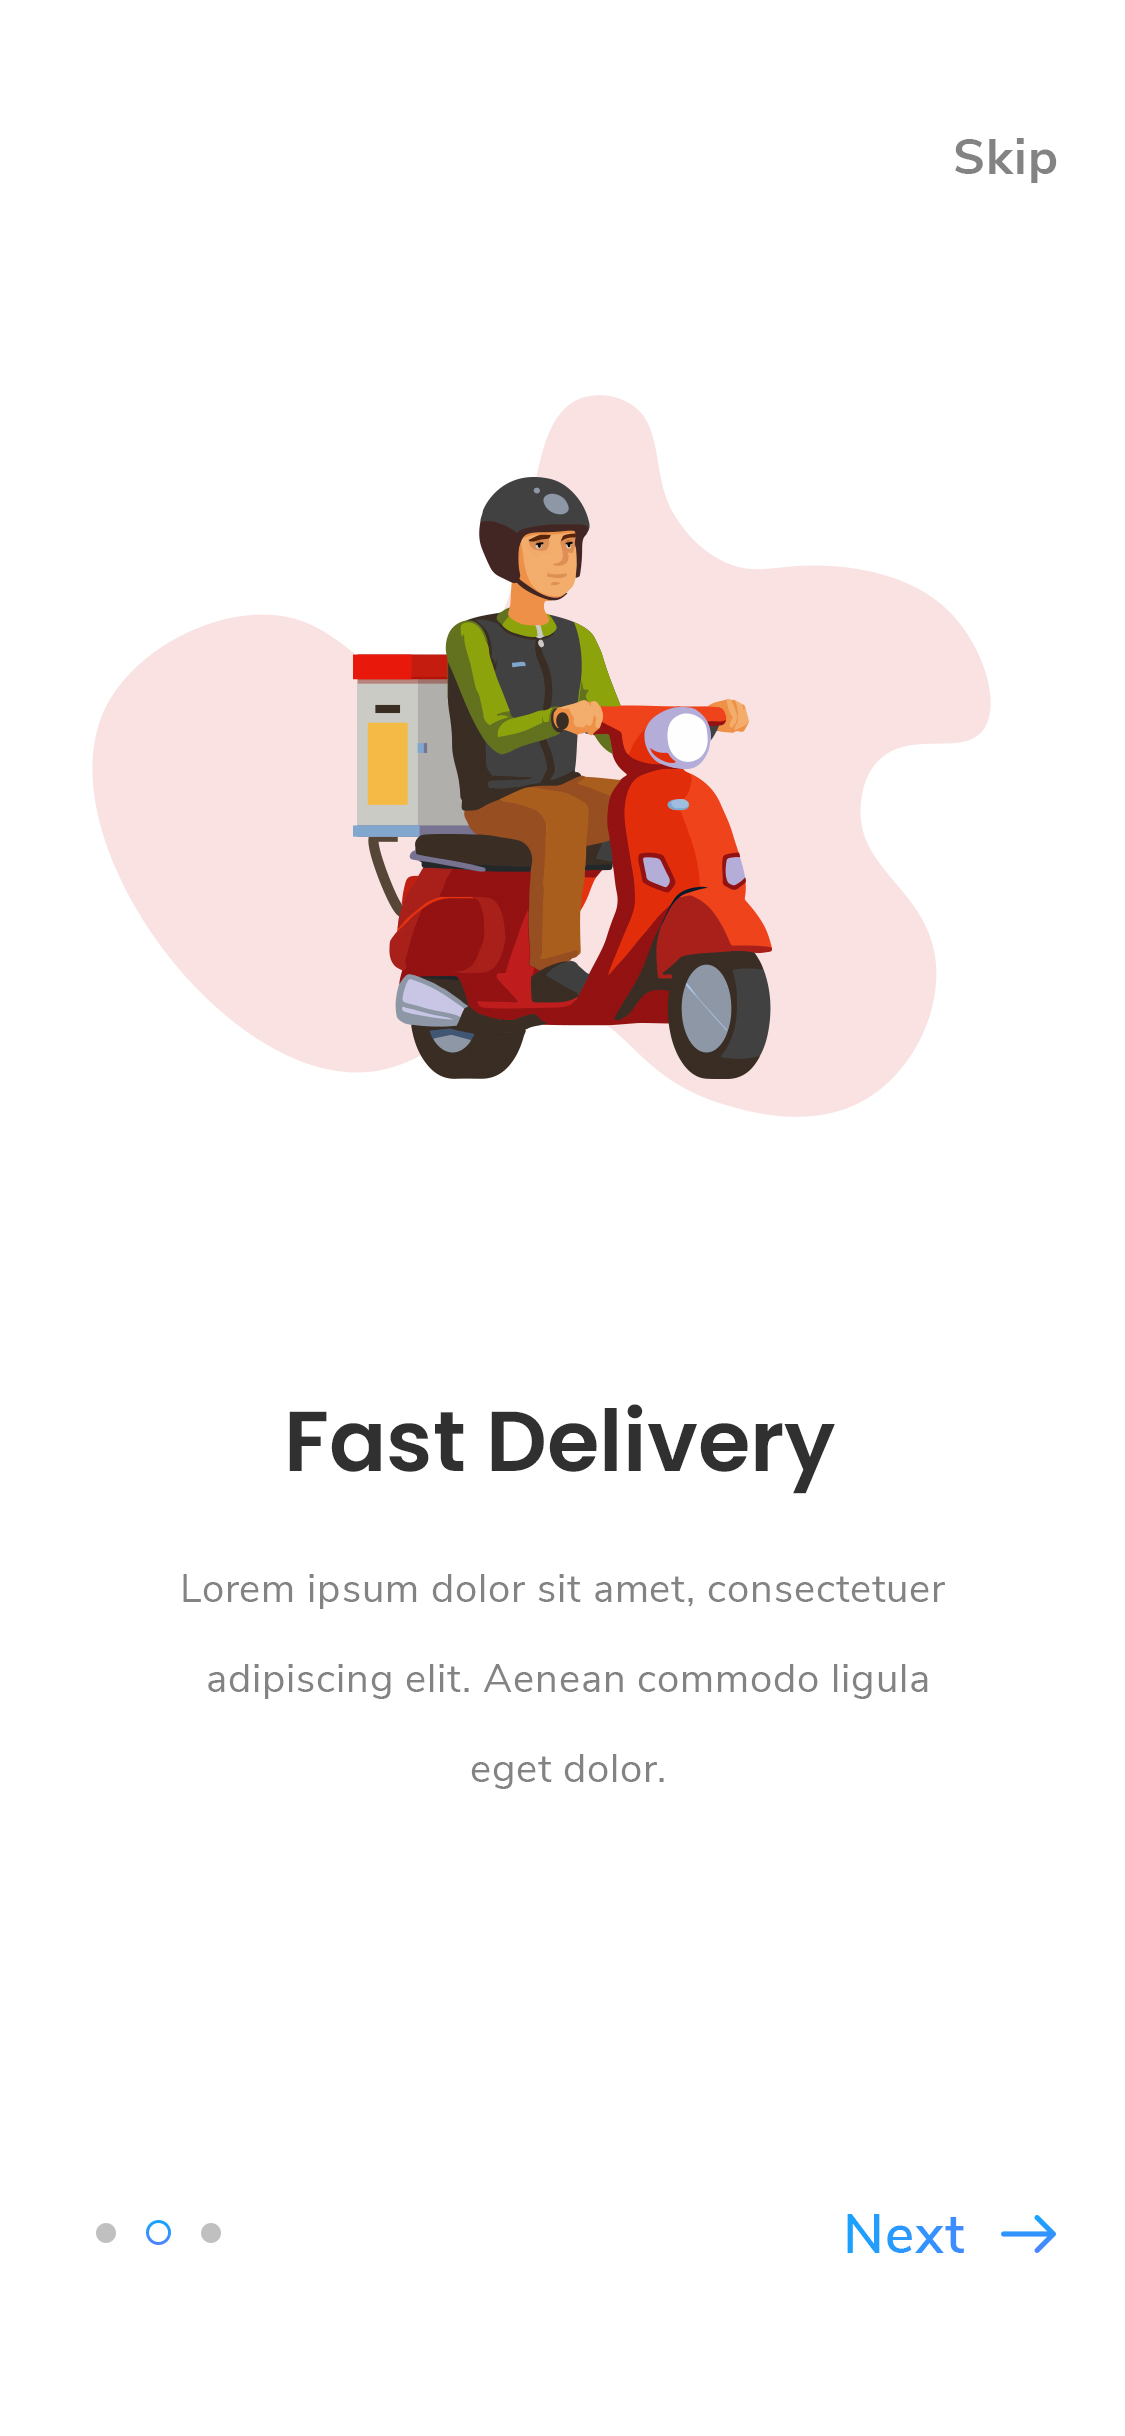 Skip
Fast Delivery
Lorem ipsum dolor sit amet, consectetuer
adipiscing elit. Aenean commodo ligula
eget dolor.
Next